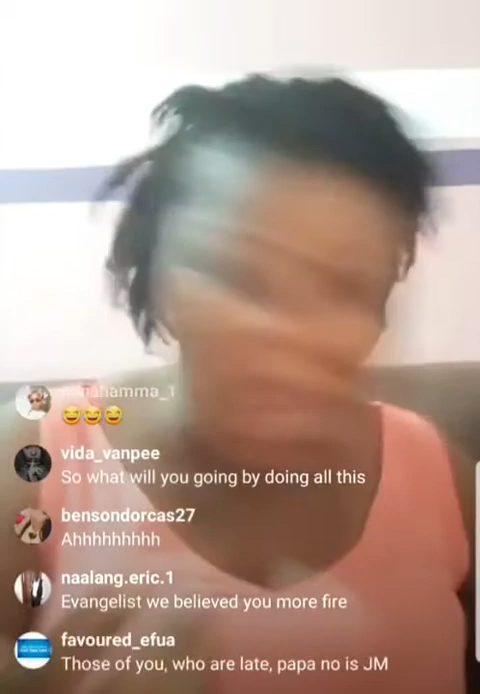 😅😅😅
vida_vanpee
So what will you going by doing all this
bensondorcas27
Ahhhhhhhhh
naalang.eric.1
Evangelist we believed you more fire
favoured_efua
Those of you, who are late, papa no is JM